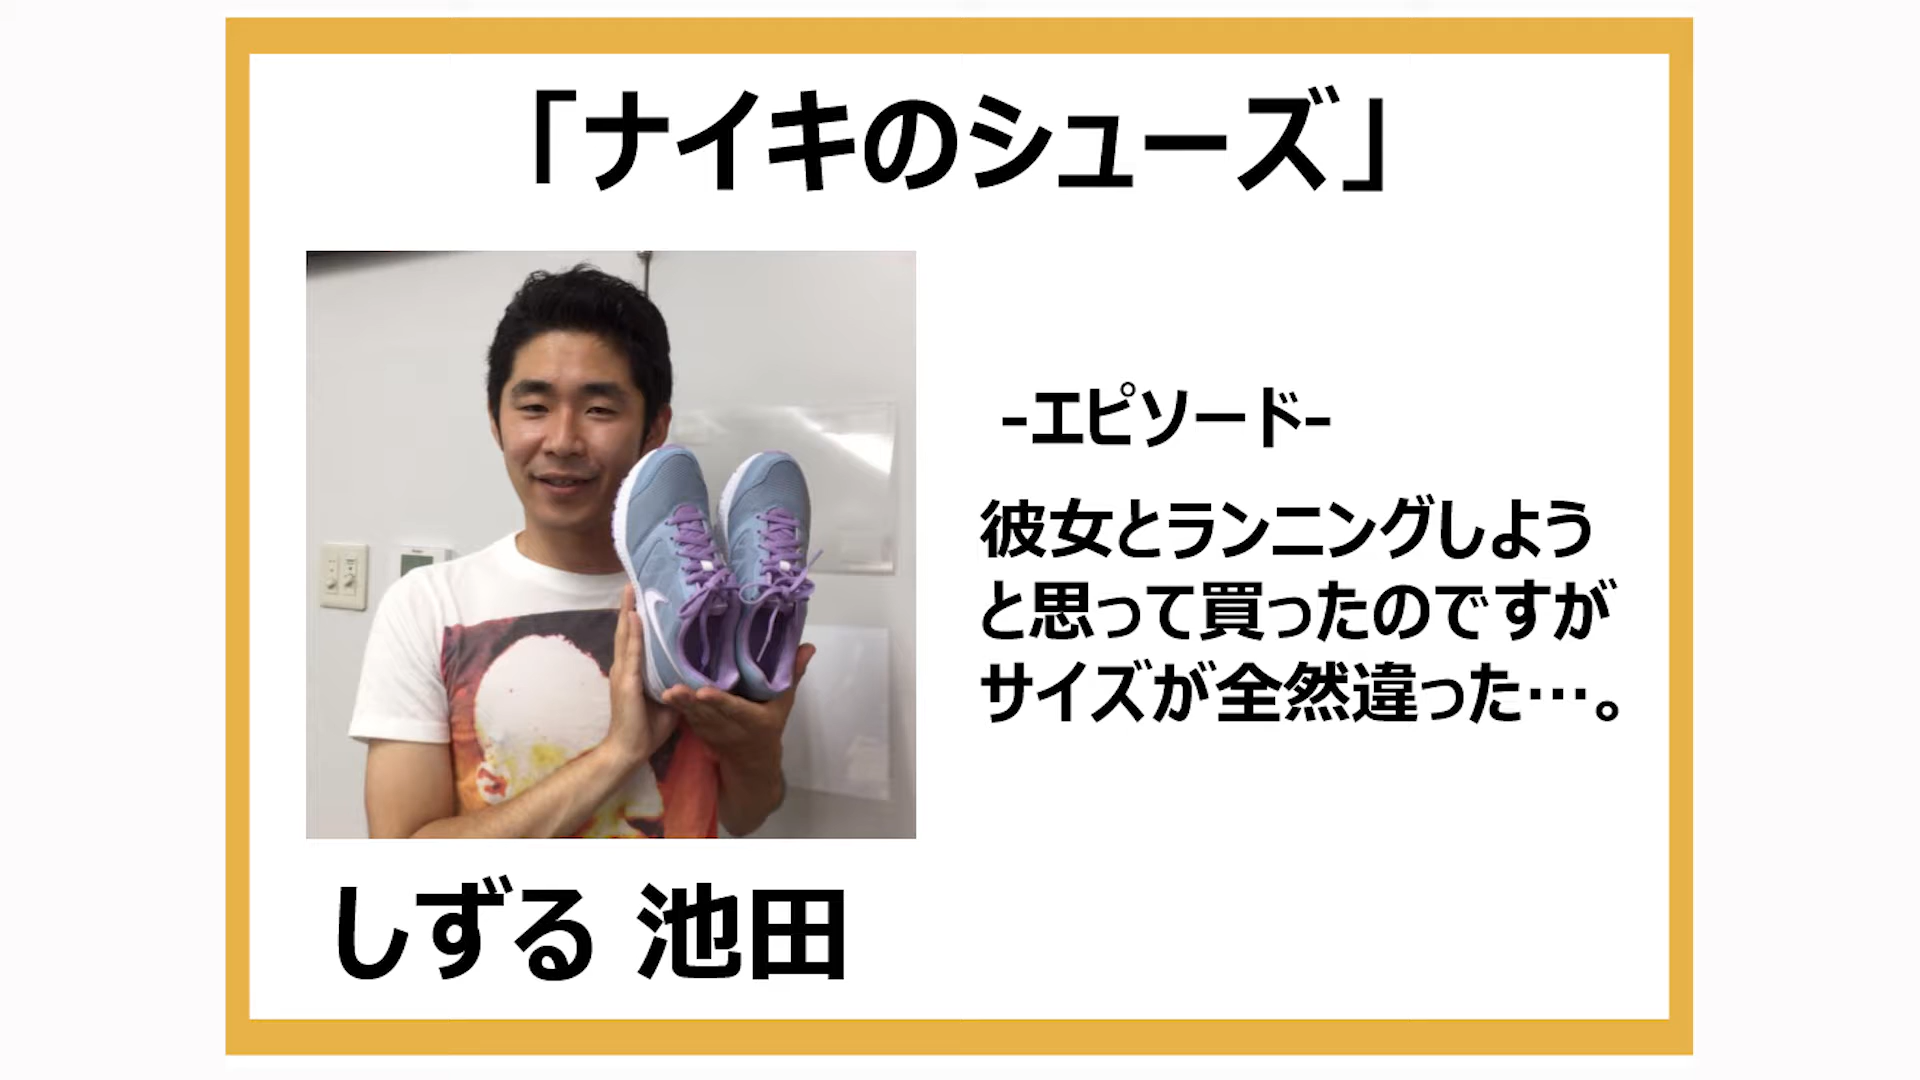 「ナイキのシューズ」
-エピソード-
彼女とランニングしよう
と思って買ったのですが
サイズが全然違った…。
しずる 池田